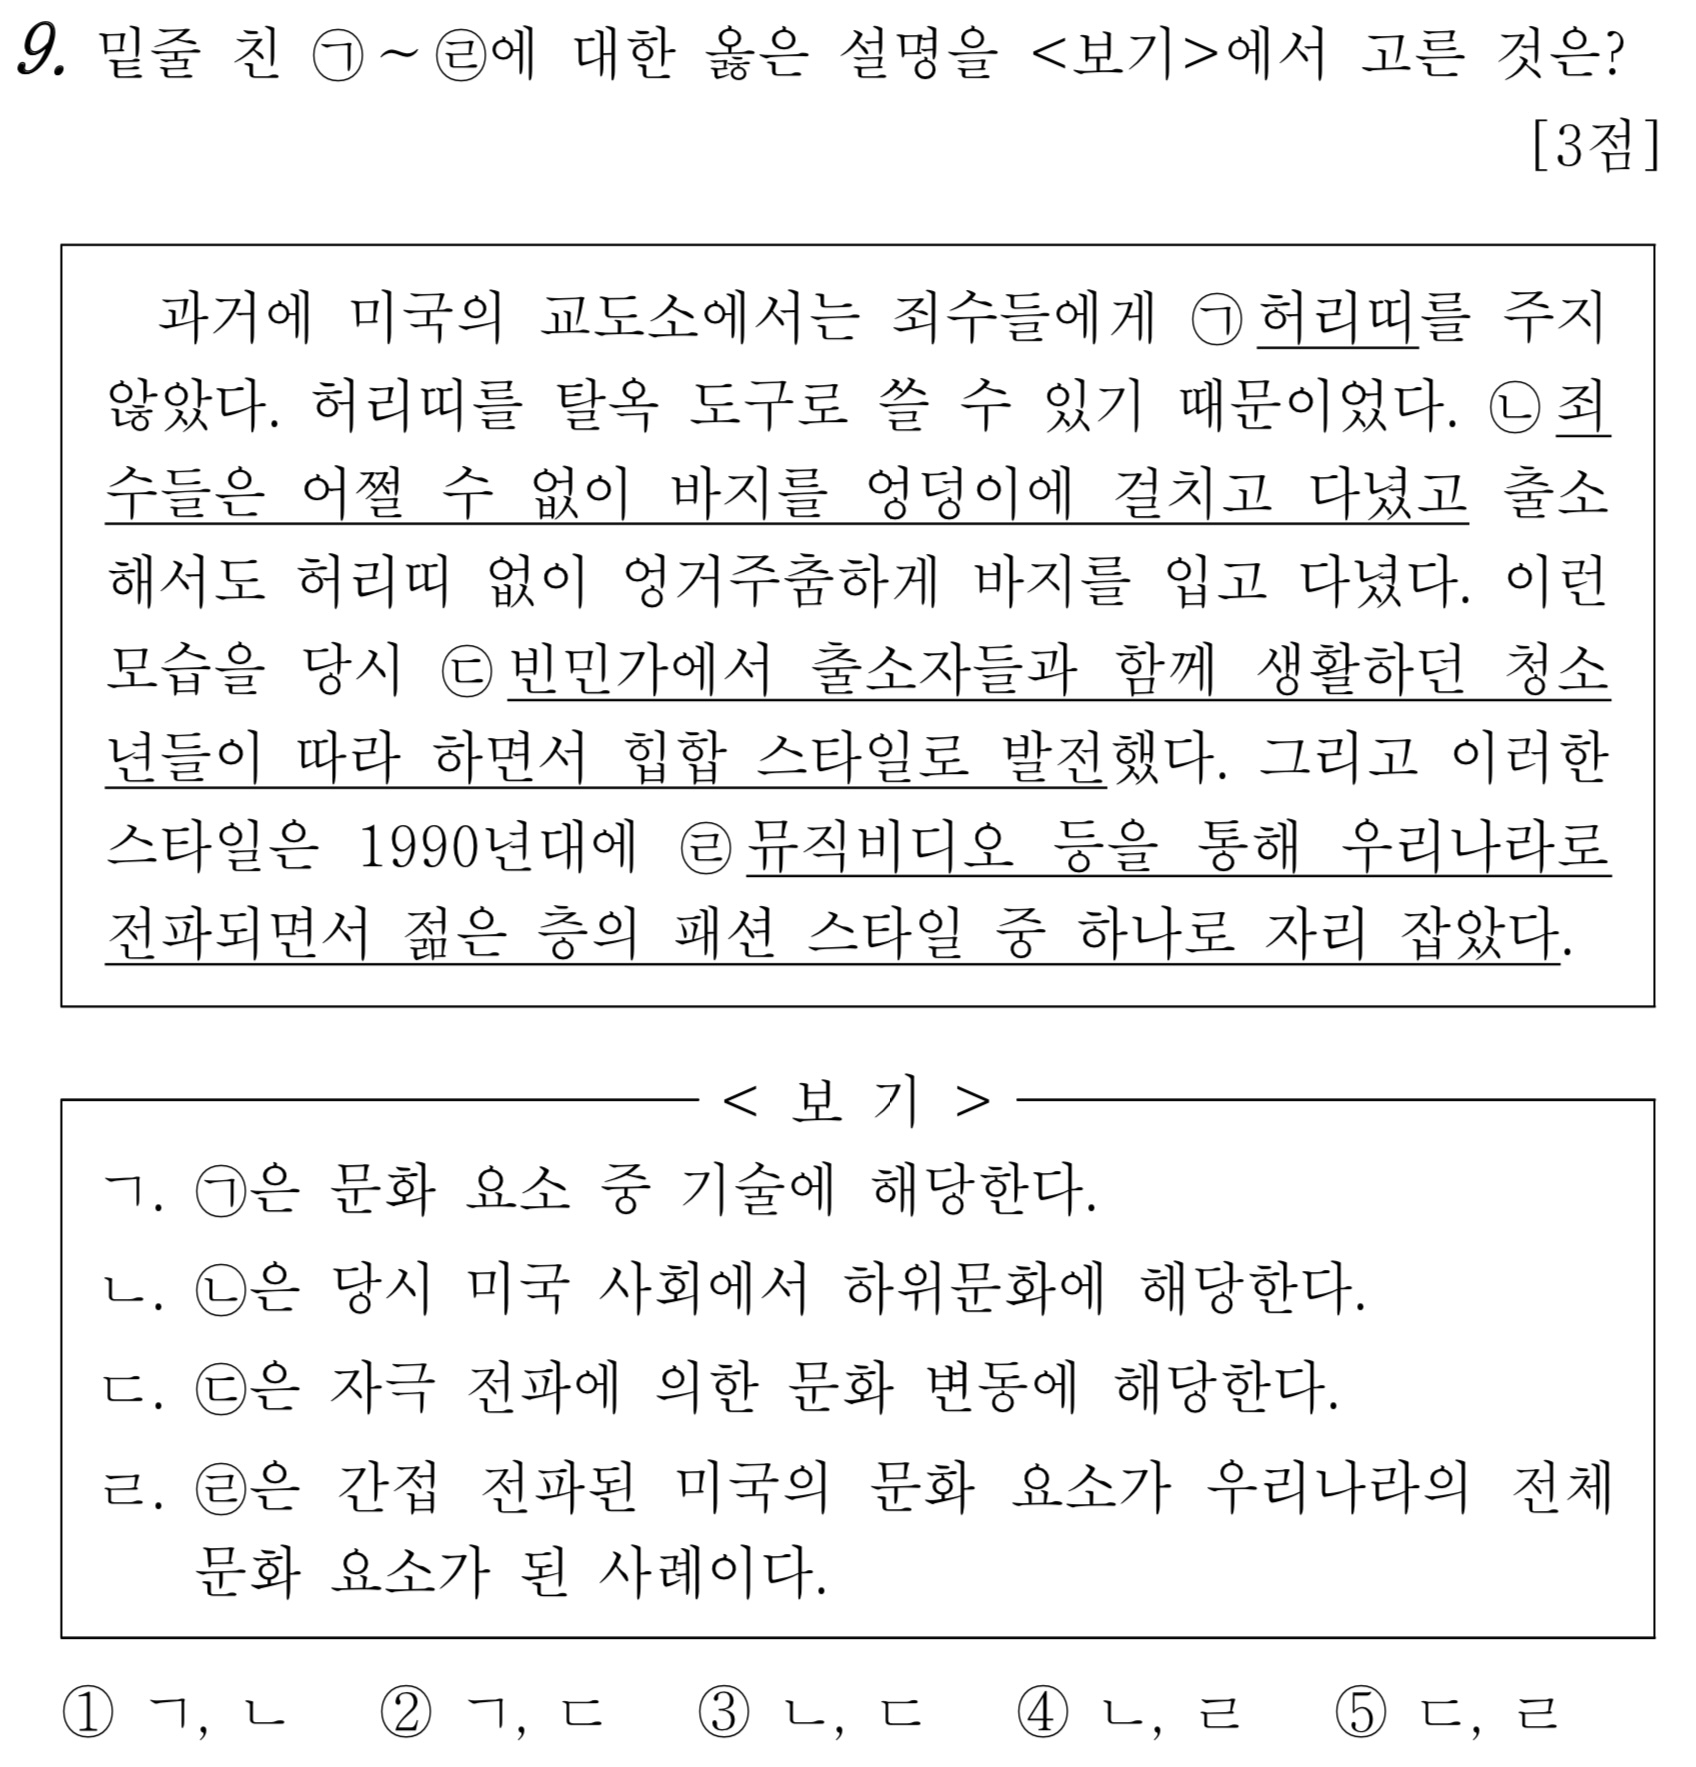 9. 밑줄 친 ㉠~㉣에 대한 옳은 설명을 <보기>에서 고른 것은?
[3점]
과거에 미국의 교도소에서는 죄수들에게 ㉠허리띠를 주지
않았다. 허리띠를 탈옥 도구로 쓸 수 있기 때문이었다. ㉡죄
수들은 어쩔 수 없이 바지를 엉덩이에 걸치고 다녔고 출소
해서도 허리띠 없이 엉거주춤하게 바지를 입고 다녔다. 이런
모습을 당시 ㉢빈민가에서 출소자들과 함께 생활하던 청소
년들이 따라 하면서 힙합 스타일로 발전했다. 그리고 이러한
스타일은 1990년대에 ㉣뮤직비디오 등을 통해 우리나라로
전파되면서 젊은 층의 패션 스타일 중 하나로 자리 잡았다.
< 보 기 >
ㄱ. ㉠은 문화 요소 중 기술에 해당한다.
ㄴ. ㉡은 당시 미국 사회에서 하위문화에 해당한다.
ㄷ. ㉢은 자극 전파에 의한 문화 변동에 해당한다.
ㄹ. ㉣은 간접 전파된 미국의 문화 요소가 우리나라의 전체
문화 요소가 된 사례이다.
① ㄱ, ㄴ ② ㄱ, ㄷ ③ ㄴ, ㄷ ④ ㄴ, ㄹ ⑤ ㄷ, ㄹ